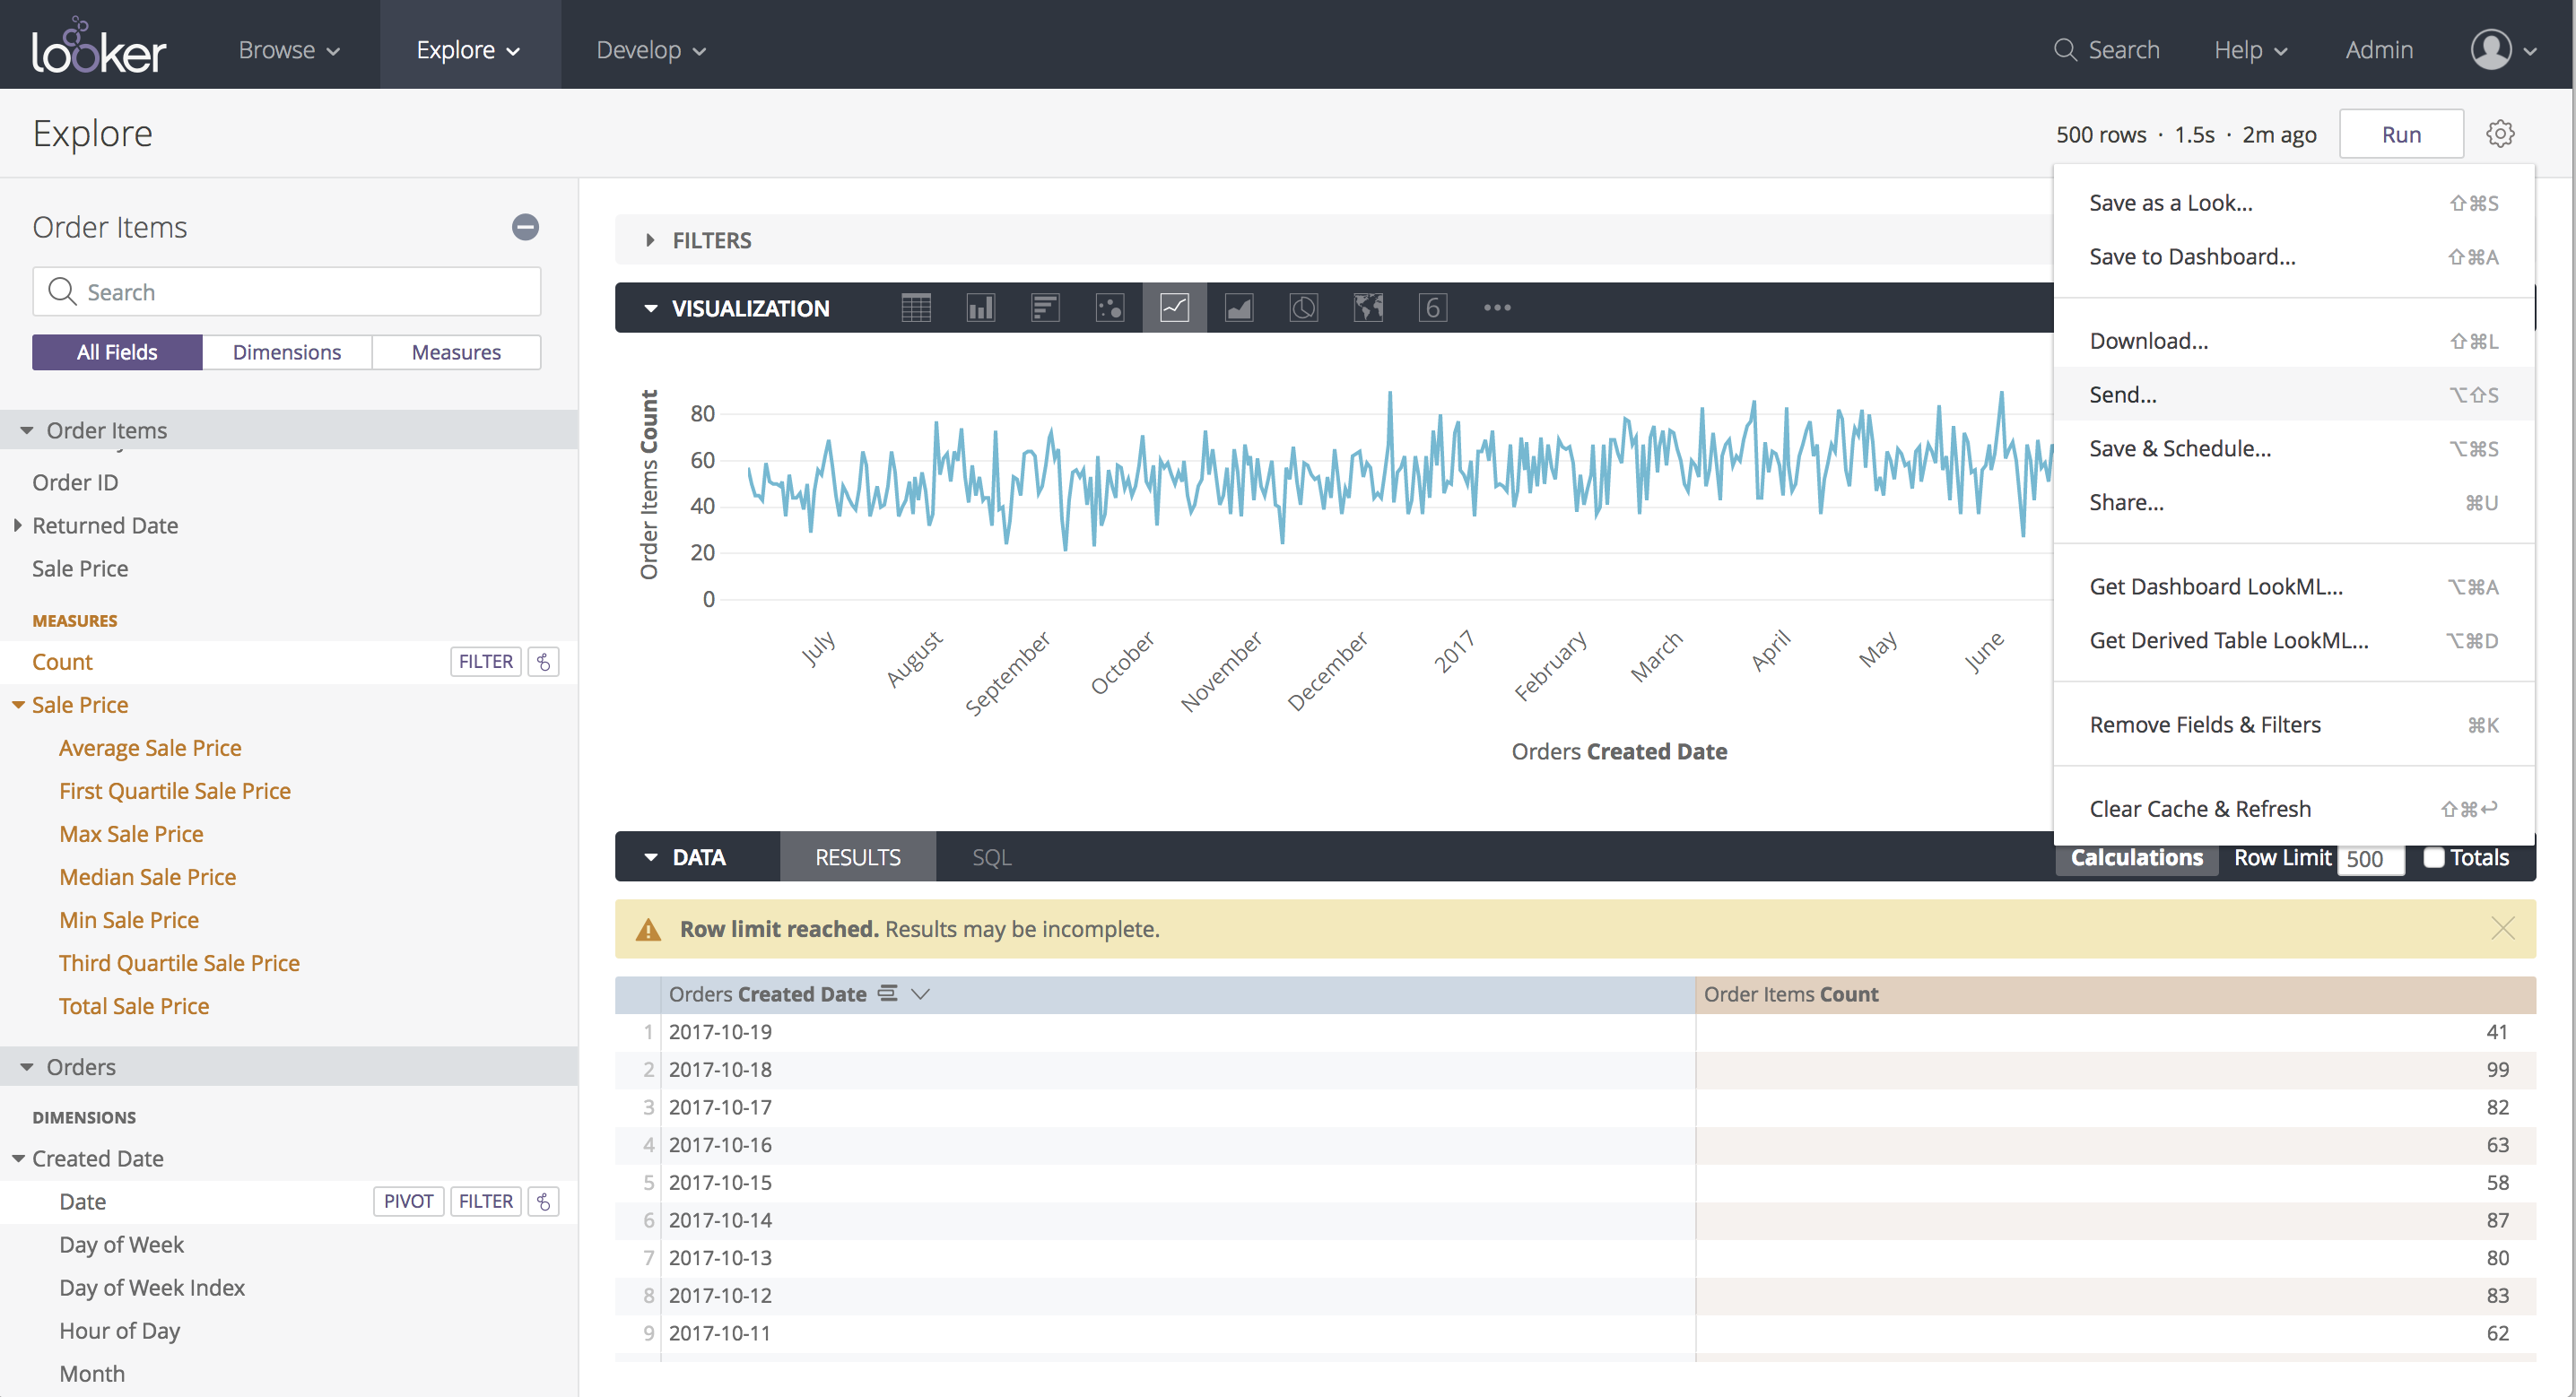 looker
Browse
Explore
Develop
Search
Help
Admin
Explore
500 rows · 1.5s · 2m ago
Run
Order Items
Search
All Fields
Dimensions
Measures
Order Items
Order ID
Returned Date
Sale Price
MEASURES
Count
FILTER
Sale Price
Average Sale Price
First Quartile Sale Price
Max Sale Price
Median Sale Price
Min Sale Price
Third Quartile Sale Price
Total Sale Price
Orders
DIMENSIONS
Created Date
Date
PIVOT
FILTER
Day of Week
Day of Week Index
Hour of Day
Month
FILTERS
VISUALIZATION
6
Order Items Count
80
60
40
20
0
July
August
September
October
November
December
2017
February
March
April
May
June
Orders Created Date
Save as a Look... ⇧⌘S
Save to Dashboard... ⇧⌘A
Download... ⇧⌘L
Send... ⌥⇧S
Save & Schedule... ⌥⌘S
Share... ⌘U
Get Dashboard LookML... ⌥⌘A
Get Derived Table LookML... ⌥⌘D
Remove Fields & Filters ⌘K
Clear Cache & Refresh ⇧⌘↩
DATA
RESULTS
SQL
Calculations
Row Limit 500
Totals
Row limit reached. Results may be incomplete.
Orders Created Date
Order Items Count
1 2017-10-19 41
2 2017-10-18 99
3 2017-10-17 82
4 2017-10-16 63
5 2017-10-15 58
6 2017-10-14 87
7 2017-10-13 80
8 2017-10-12 83
9 2017-10-11 62